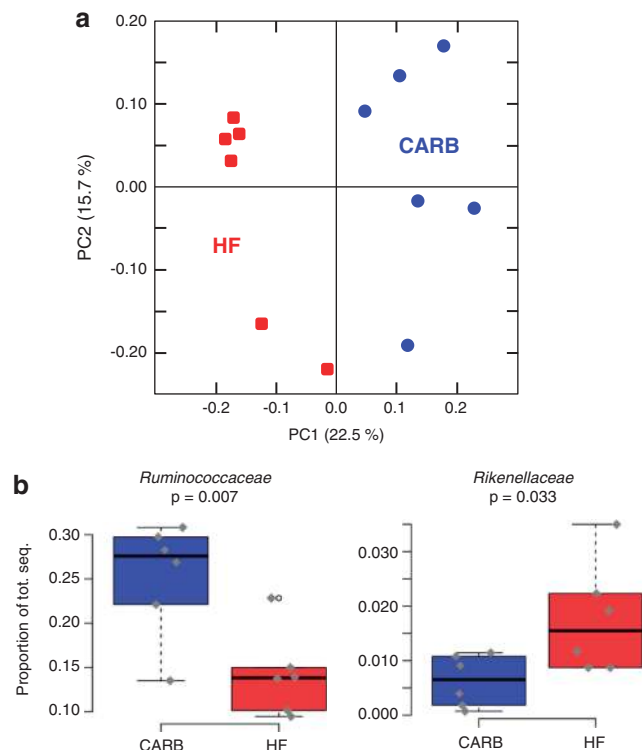 a
0.20
0.10
0.00
-0.10
-0.20
PC2 (15.7 %)
CARB
HF
-0.2 -0.1 0.0 0.1 0.2
PC1 (22.5 %)
b
Ruminococcaceae
p = 0.007
Proportion of tot. seq.
0.30
0.25
0.20
0.15
0.10
CARB HF
Rikenellaceae
p = 0.033
0.030
0.020
0.010
0.000
CARB HF